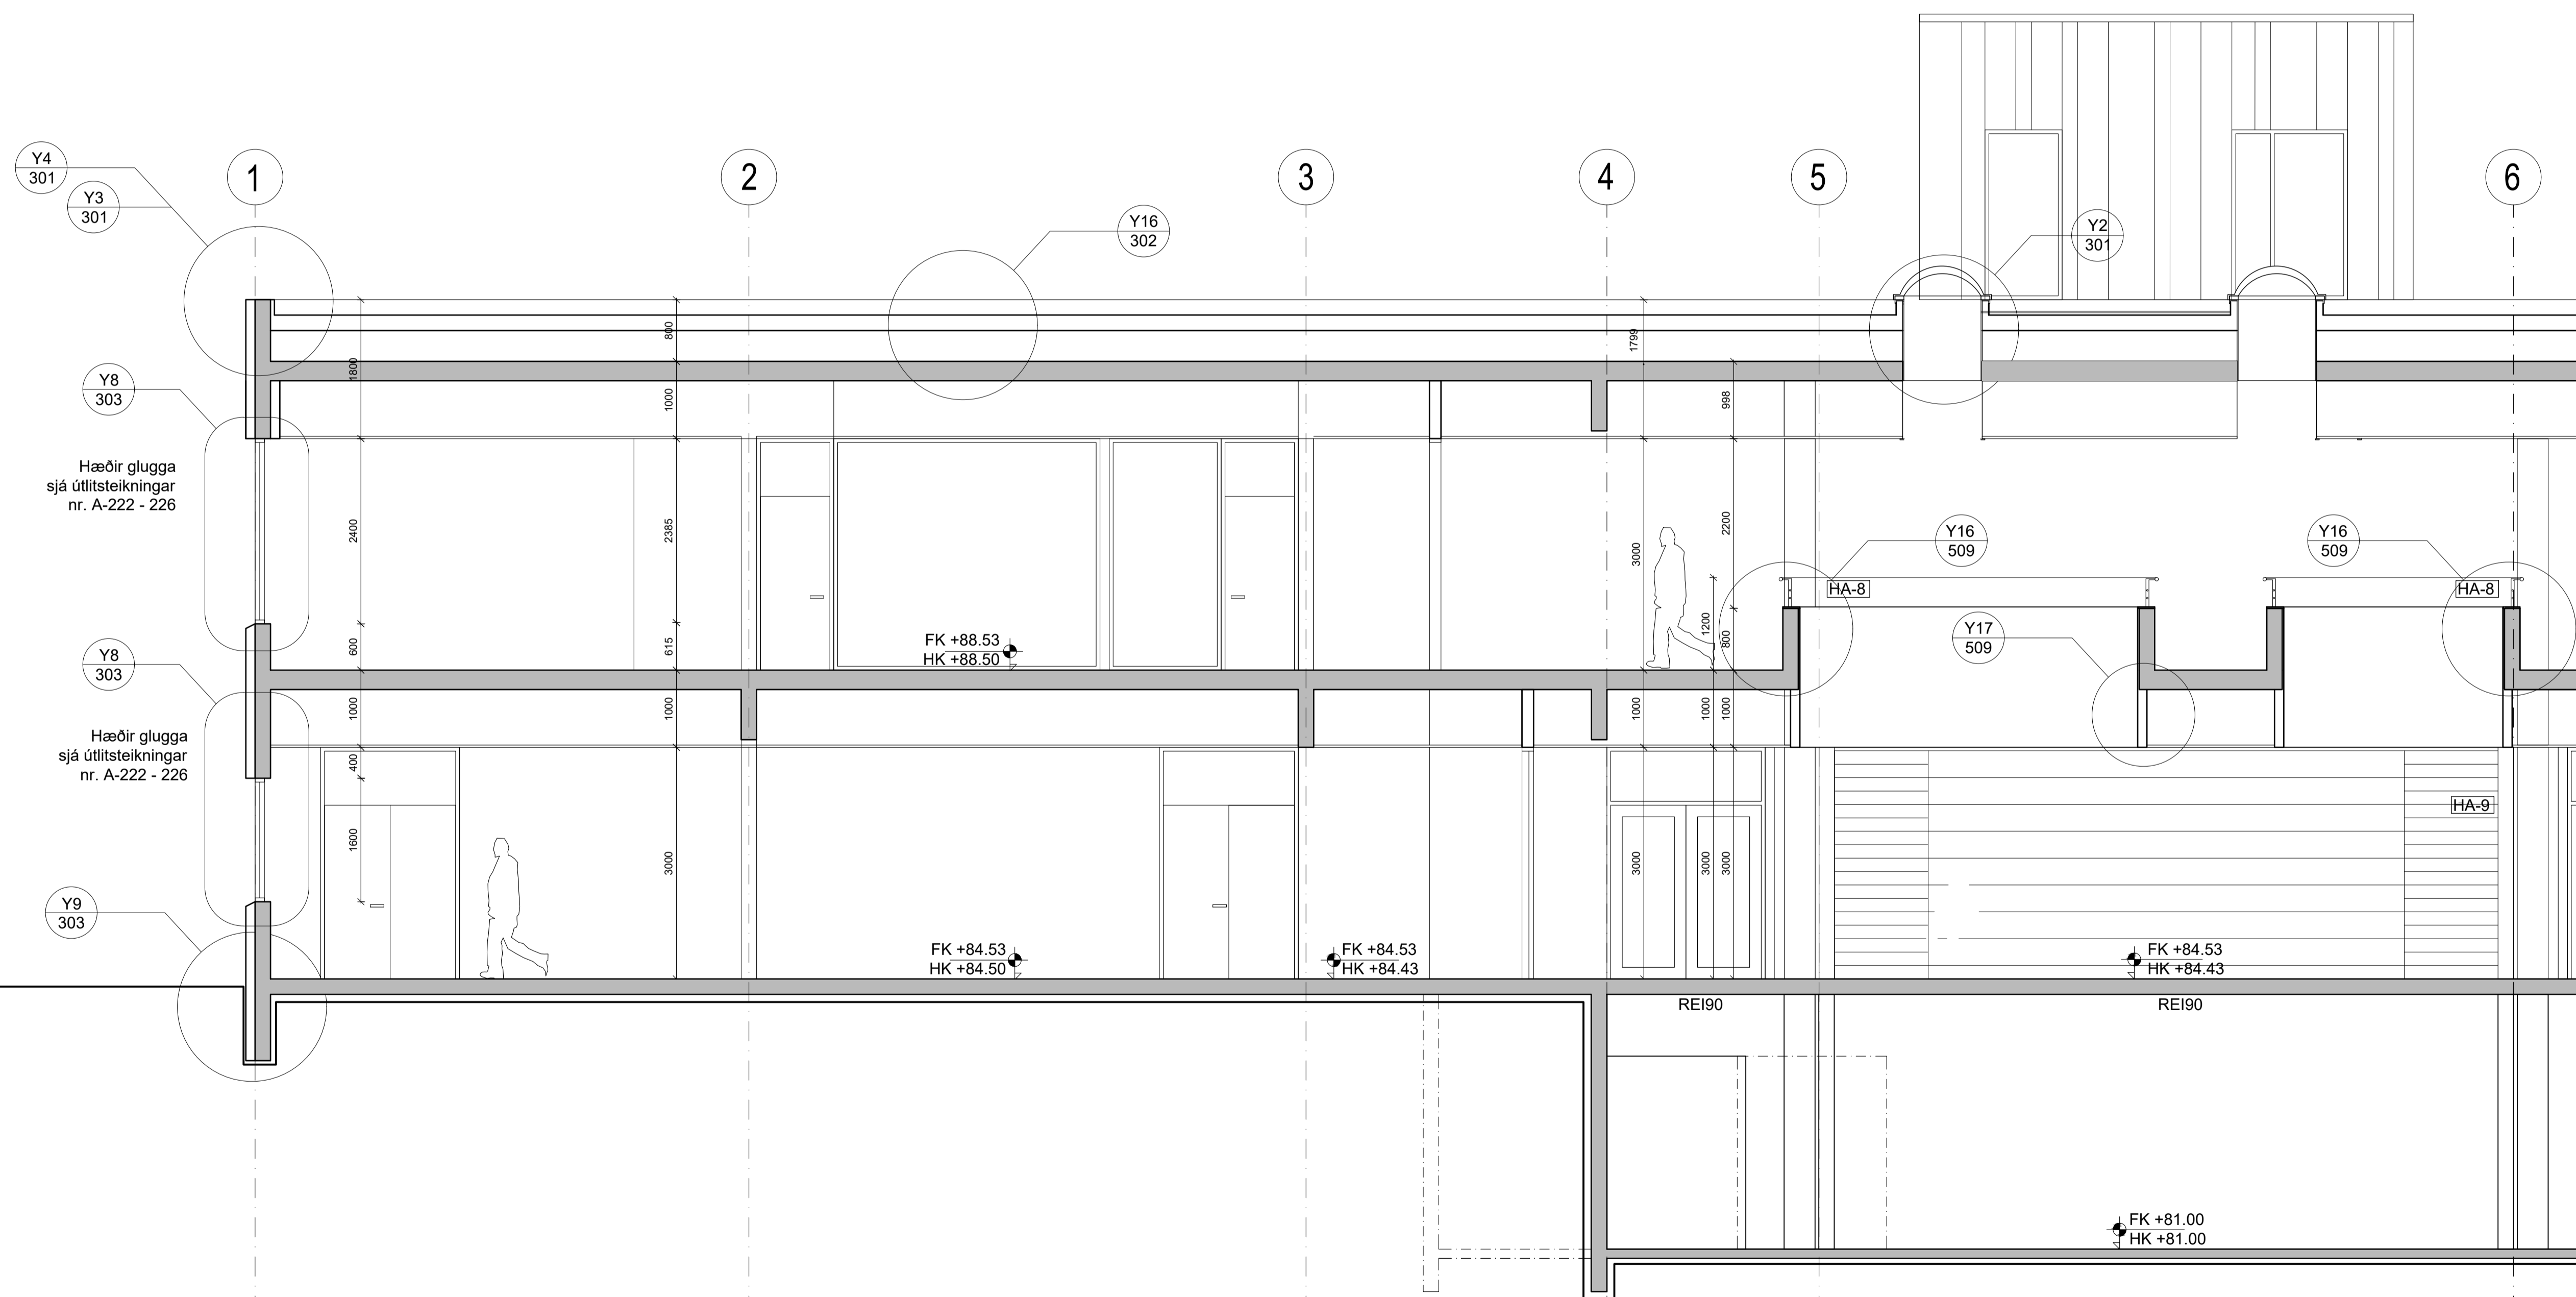 1
2
3
4
5
6
Y4
301
Y3
301
Y16
302
Y2
301
Y8
303
Hæðir glugga
sjá útlitsteikningar
nr. A-222 - 226
Y8
303
Hæðir glugga
sjá útlitsteikningar
nr. A-222 - 226
Y9
303
1800
2400
600
1000
400
1600
800
1000
2385
615
1000
3000
FK +88.53
HK +88.50
FK +84.53
HK +84.50
FK +84.53
HK +84.43
1799
3000
1000
3000
1200
1000
3000
998
2200
800
1000
3000
Y16
509
HA-8
Y16
509
HA-8
Y17
509
HA-9
FK +84.53
HK +84.43
REI90
REI90
FK +81.00
HK +81.00